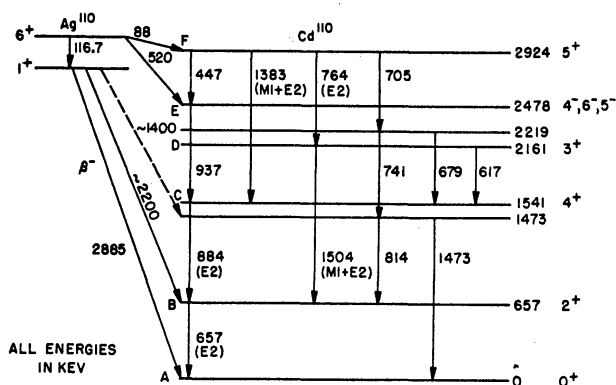 Ag110
Cd110
6+
88
F
2924 5+
116.7
520
1+
447
1383
(MI+E2)
764
(E2)
705
E
2478 4-,6-,5-
~1400
2219
D
2161 3+
β-
937
741
679
617
~2200
C
1541 4+
1473
2885
884
(E2)
1504
(MI+E2)
814
1473
B
657 2+
657
(E2)
ALL ENERGIES
IN KEV
A
0 0+